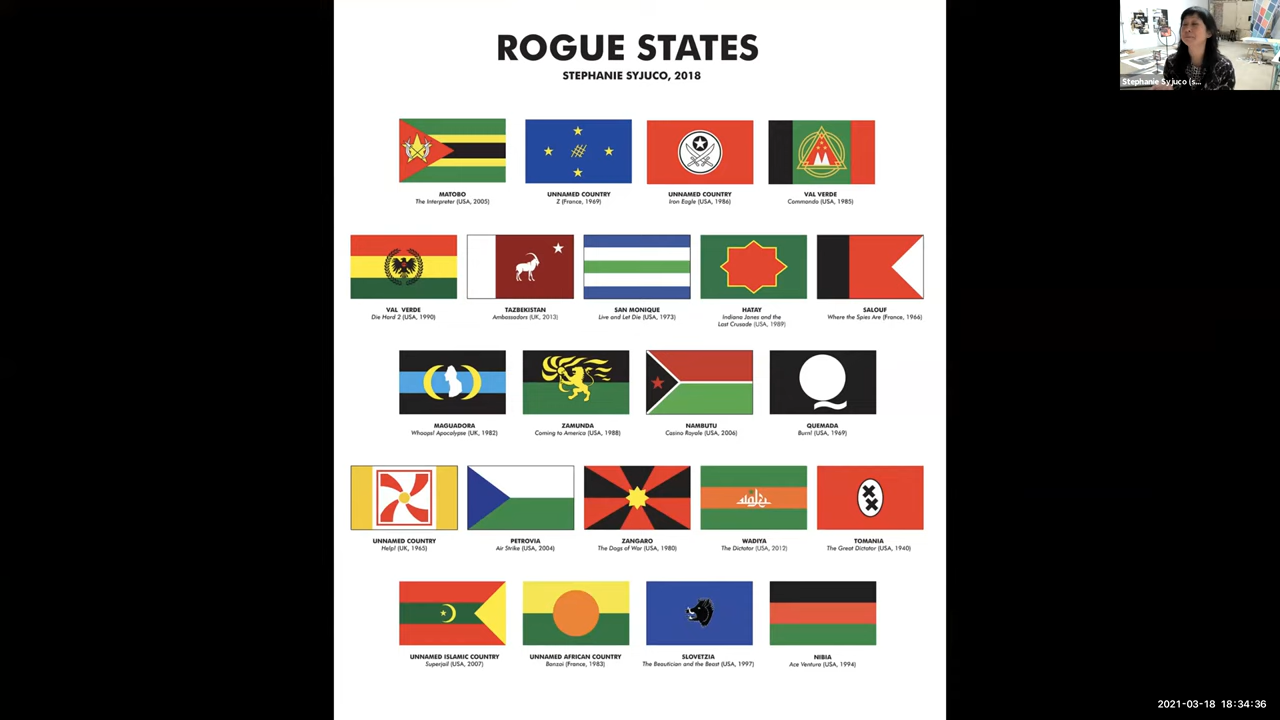 ROGUE STATES
STEPHANIE SYJUCO, 2018
Stephanie Syjuco (s...
MATOBO
The Interpreter (USA, 2005)
UNNAMED COUNTRY
Z (France, 1969)
UNNAMED COUNTRY
Iron Eagle (USA, 1986)
VAL VERDE
Commando (USA, 1985)
VAL VERDE
Die Hard 2 (USA, 1990)
TAZBEKISTAN
Ambassadors (UK, 2013)
SAN MONIQUE
Live and Let Die (USA, 1973)
HATAY
Indiana Jones and the
Last Crusade (USA, 1989)
SALOUF
Where the Spies Are (France, 1966)
MAGUADORA
Whoops! Apocalypse (UK, 1982)
ZAMUNDA
Coming to America (USA, 1988)
NAMBUTU
Casino Royale (USA, 2006)
QUEMADA
Burn! (USA, 1969)
UNNAMED COUNTRY
Help! (UK, 1965)
PETROVIA
Air Strike (USA, 2004)
ZANGARO
The Dogs of War (USA, 1980)
WADIYA
The Dictator (USA, 2012)
TOMANIA
The Great Dictator (USA, 1940)
UNNAMED ISLAMIC COUNTRY
Superjail (USA, 2007)
UNNAMED AFRICAN COUNTRY
Banzai (France, 1983)
SLOVETZIA
The Beautician and the Beast (USA, 1997)
NIBIA
Ace Ventura (USA, 1994)
2021-03-18 18:34:36